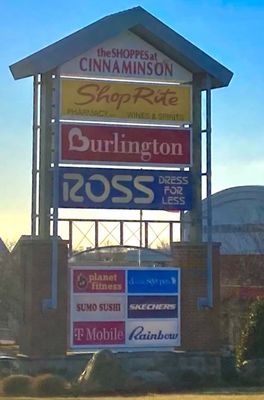 the SHOPPES at
CINNAMINSON
ShopRite
PHARMACY WINES & SPIRITS
Burlington
ROSS DRESS FOR LESS
planet fitness
SUMO SUSHI SKECHERS
T Mobile Rainbow